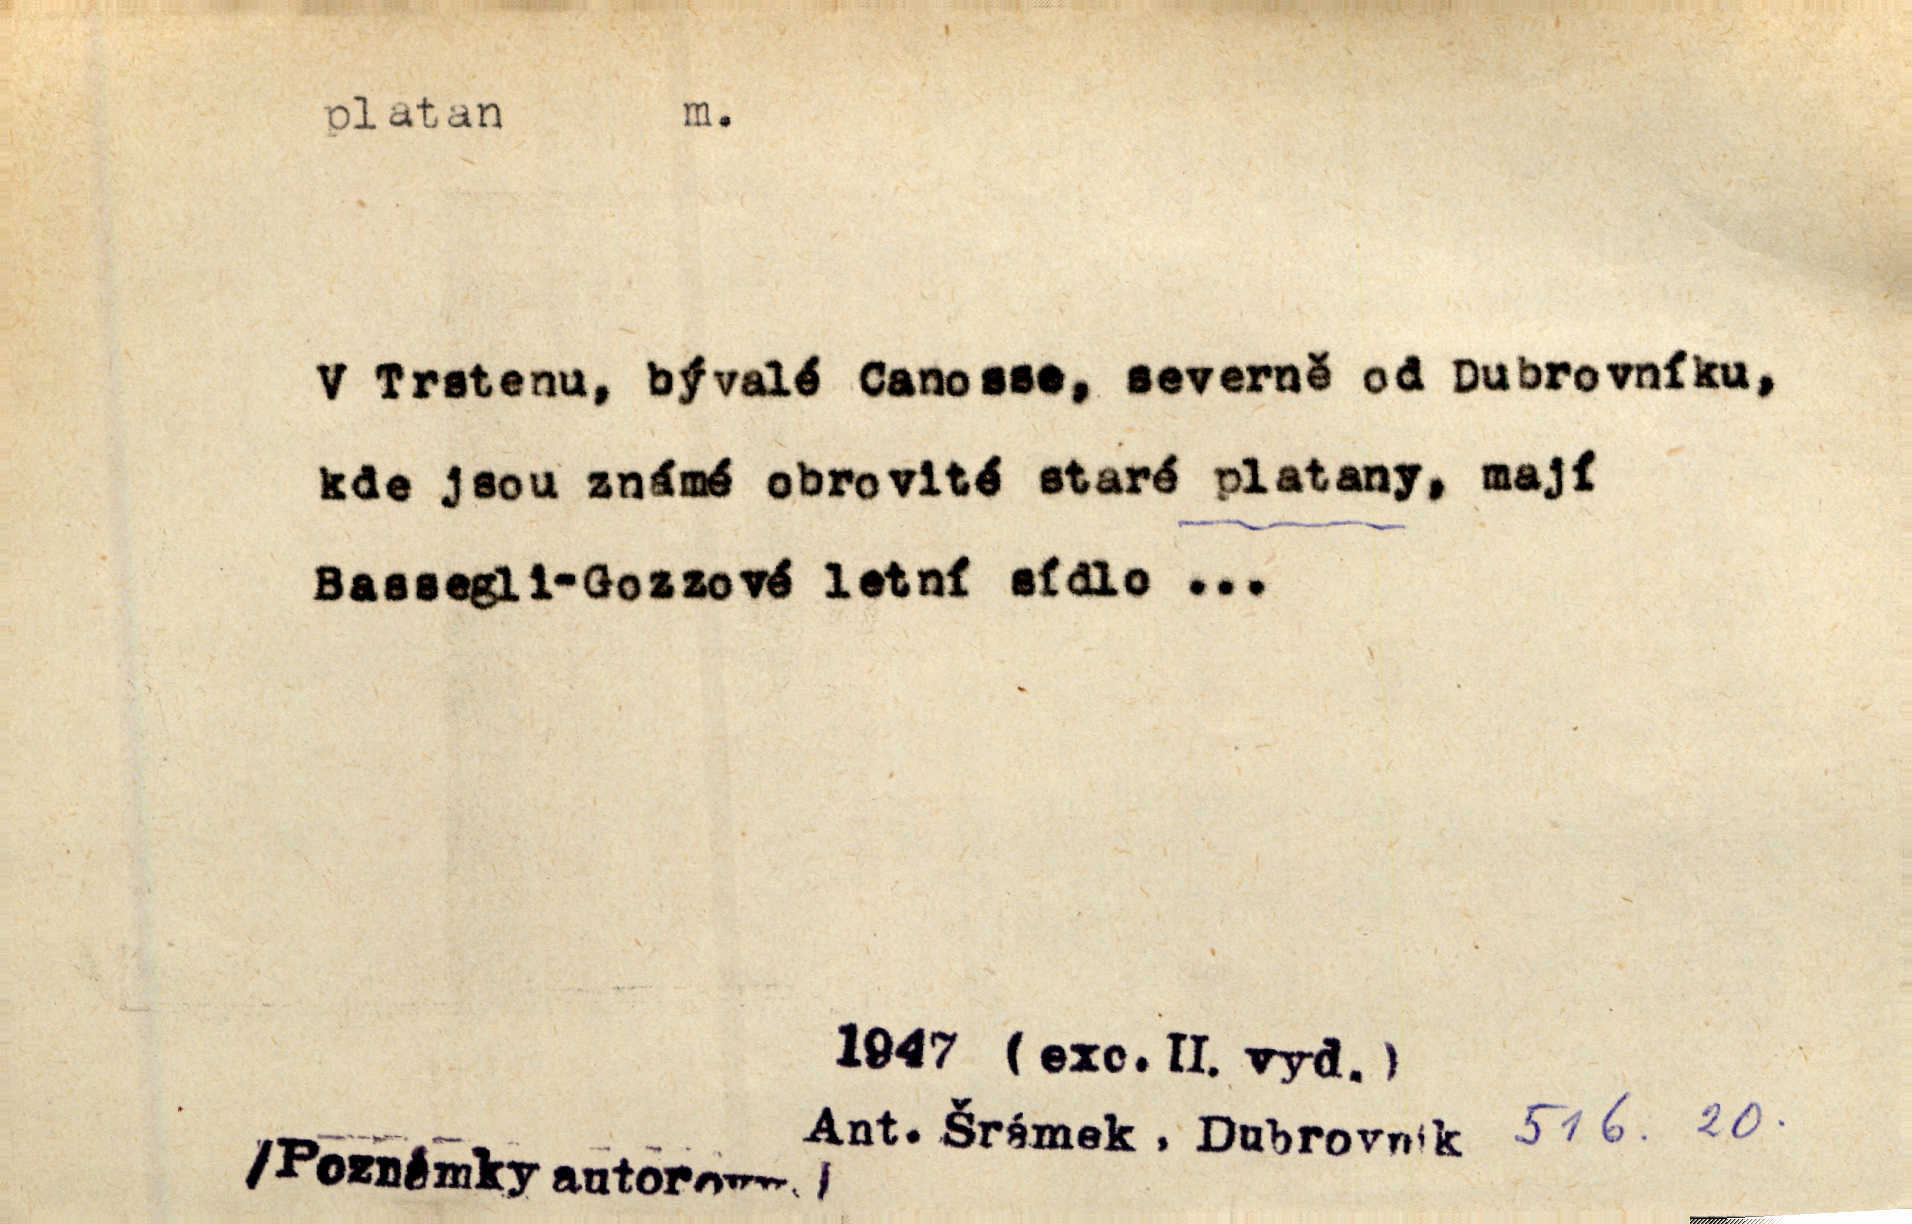 platan m.
V Trstenu, bývalé Canosse, severně od Dubrovníku,
kde jsou známé obrovité staré platany, mají
Bassegli-Gozzové letní sídlo ...
1947 (exc. II. vyd.)
Ant. Šrámek, Dubrovník 516. 20.
/Poznámky autorovy./